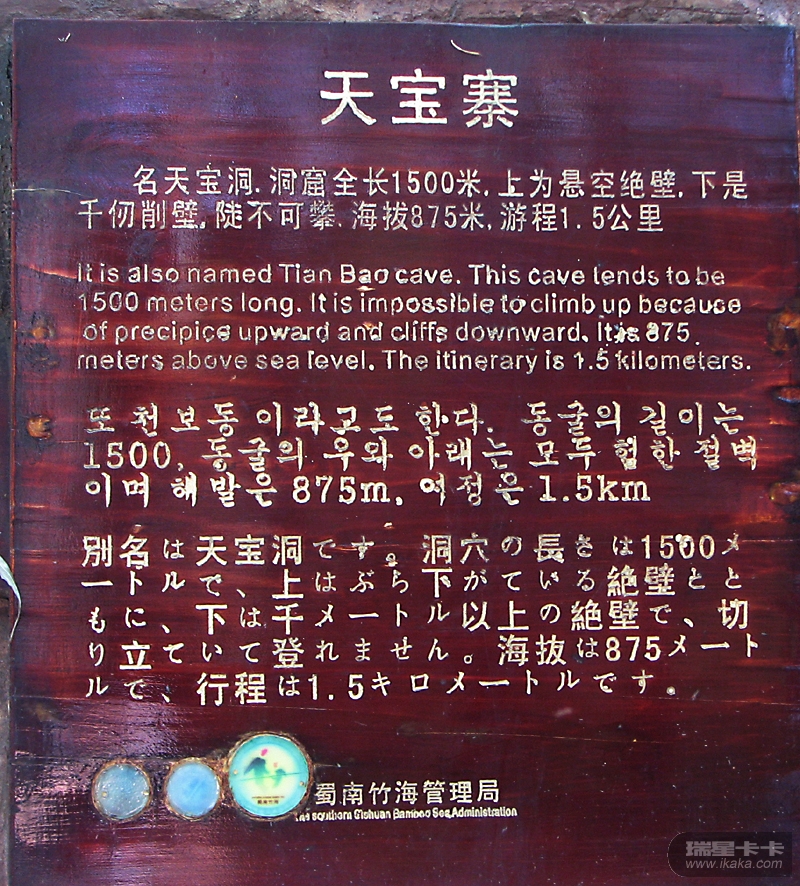 天宝寨
名天宝洞.洞窟全长1500米.上为悬空绝壁.下是
千仞削壁.陡不可攀.海拔875米,游程1.5公里
It is also named Tian Bao cave. This cave tends to be
1500 meters long. It is impossible to climb up because
of precipice upward and cliffs downward. It is 875
meters above sea level. The itinerary is 1.5 kilometers.
또 천보동이라고도 한다. 동굴의 길이는
1500, 동굴의 우와 아래는 모두 험한 절벽
이며 해발은 875m, 여정은 1.5km
別名は天宝洞です。洞穴の長さは1500メ
ートルで、上はぶら下がている絶壁とと
もに、下は千メートル以上の絶壁で、切
り立ていて登れません。海抜は875メート
ルで、行程は1.5キロメートルです.
蜀南竹海管理局
The southern Sichuan Bamboo Sea Administration
瑞星卡卡
www.ikaka.com